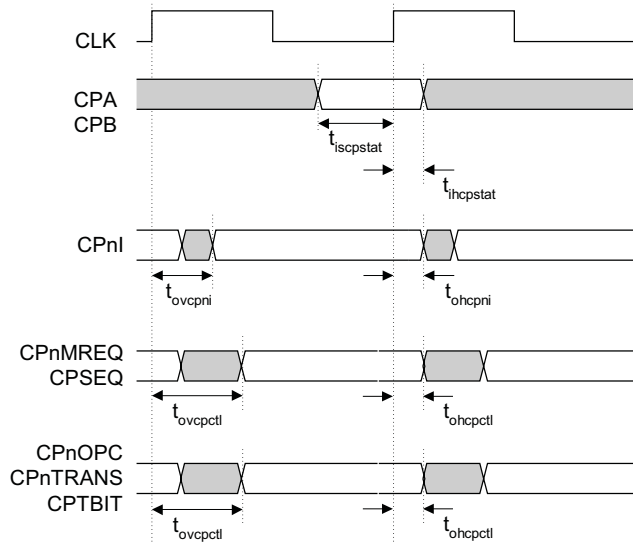 CLK
CPA
CPB
tiscpstat
tihcpstat
CPnI
tovcpni
tohcpni
CPnMREQ
CPSEQ
tovcpctl
tohcpctl
CPnOPC
CPnTRANS
CPTBIT
tovcpctl
tohcpctl